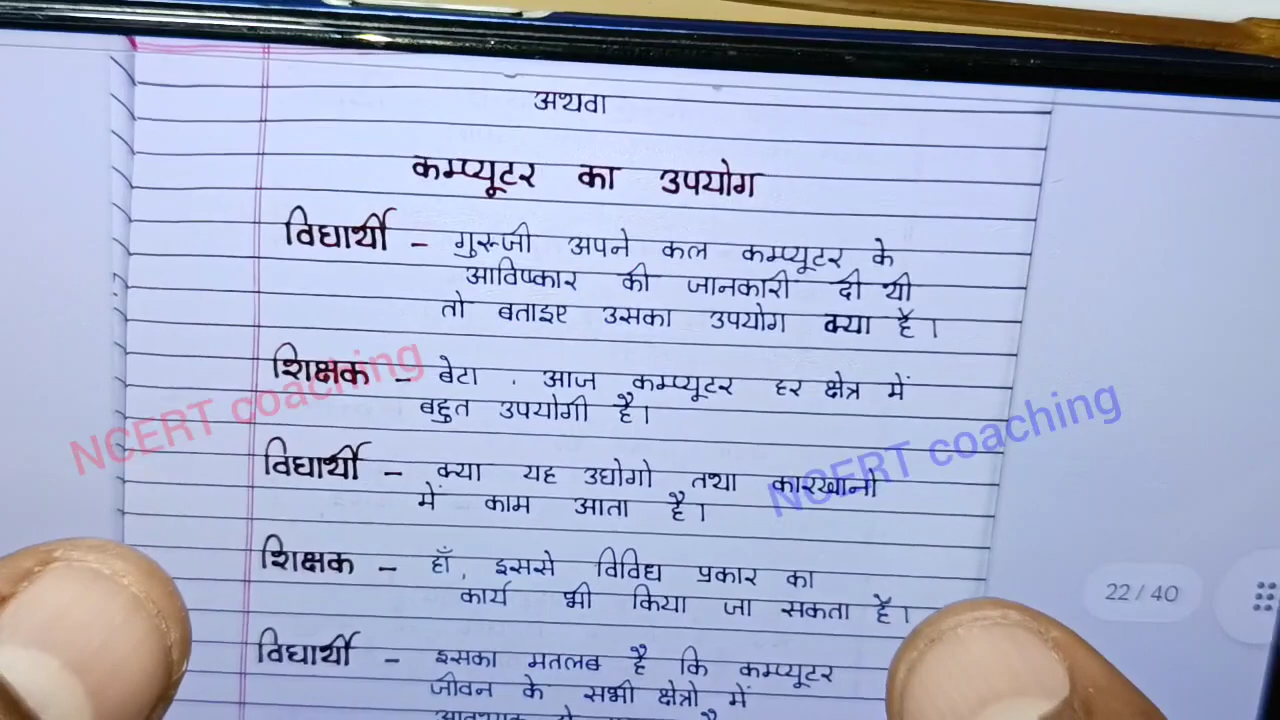 अथवा
कम्प्यूटर का उपयोग
विद्यार्थी - गुरूजी अपने कल कम्प्यूटर के
आविष्कार की जानकारी दी थी
तो बताइए उसका उपयोग क्या है।
शिक्षक - बेटा , आज कम्प्यूटर हर क्षेत्र में
बहुत उपयोगी है।
विद्यार्थी - क्या यह उद्योगो तथा कारखानो
में काम आता है।
शिक्षक - हाँ, इससे विविध प्रकार का
कार्य भी किया जा सकता है।
विद्यार्थी - इसका मतलब है कि कम्प्यूटर
जीवन के सभी क्षेत्रो में
NCERT coaching
NCERT coaching
22/40